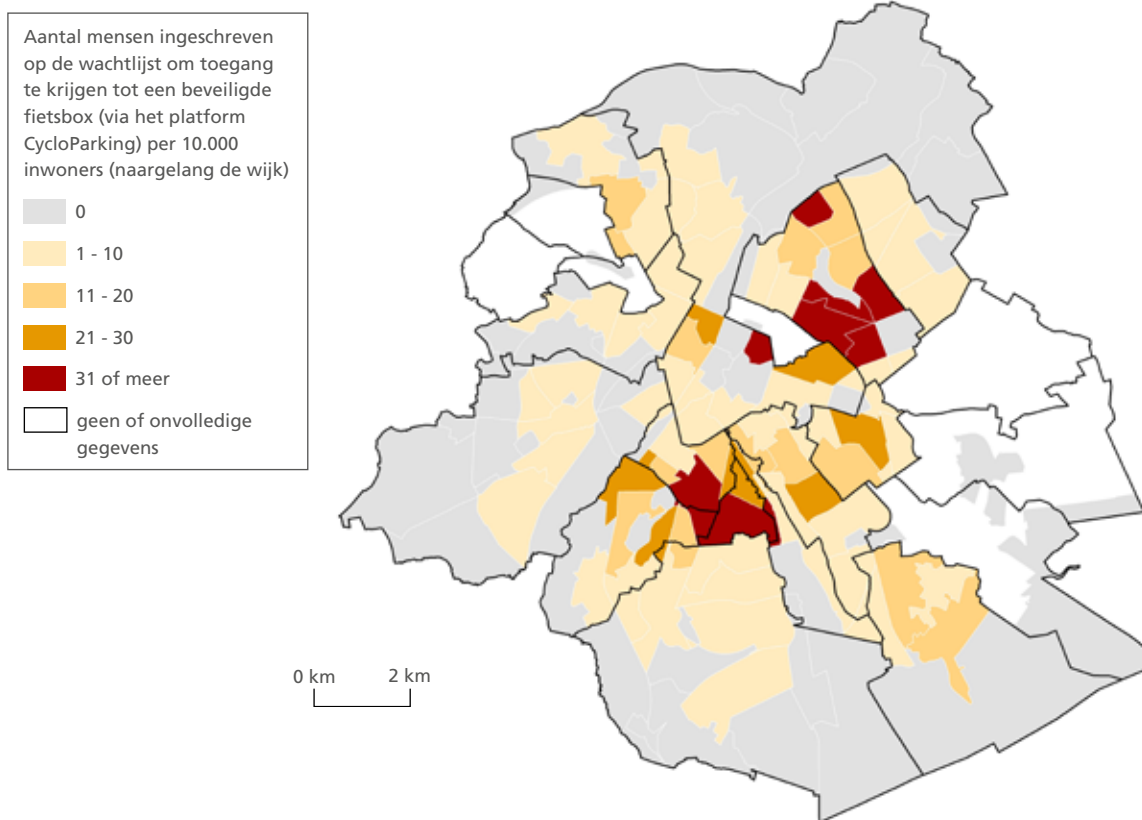 Aantal mensen ingeschreven
op de wachtlijst om toegang
te krijgen tot een beveiligde
fietsbox (via het platform
CycloParking) per 10.000
inwoners (naargelang de wijk)
0
1 - 10
11 - 20
21 - 30
31 of meer
geen of onvolledige
gegevens
0 km 2 km